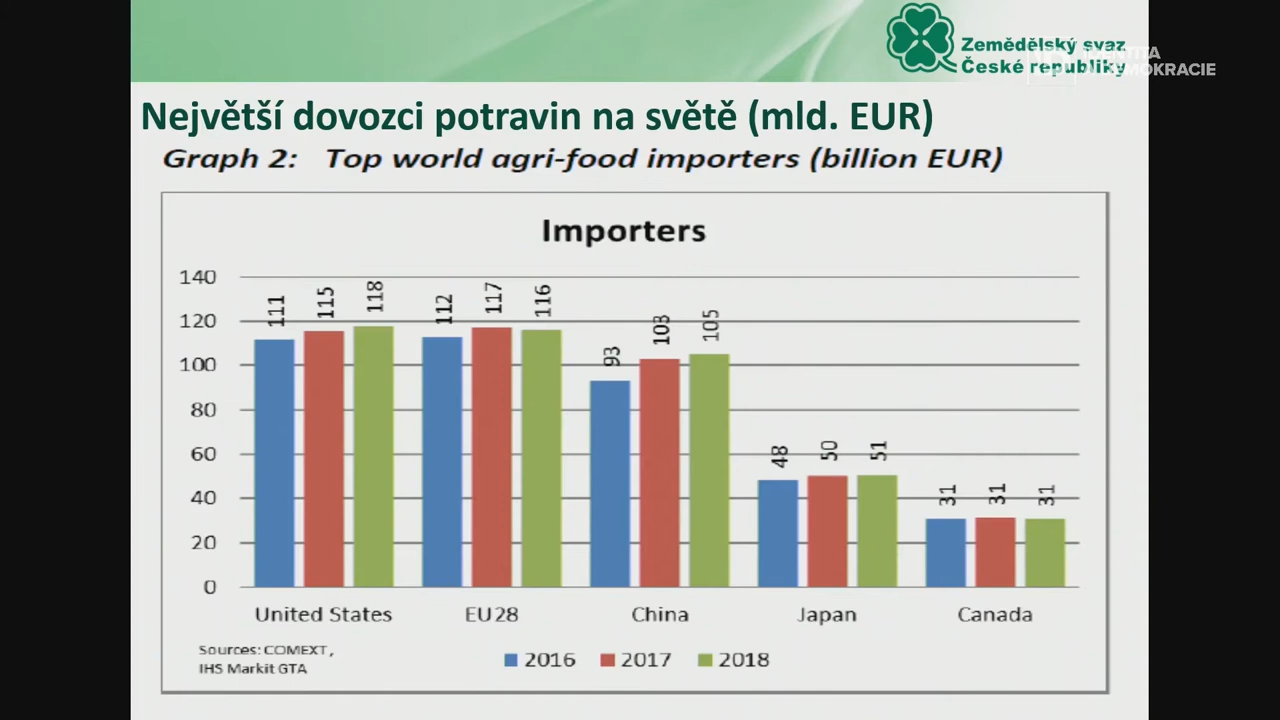 Zemědělský svaz
České republiky
DEMOKRACIE
Největší dovozci potravin na světě (mld. EUR)
Graph 2: Top world agri-food importers (billion EUR)
Importers
140
120
100
80
60
40
20
0
111 115 118 112 117 116 93 103 105 48 50 51 31 31 31
United States EU28 China Japan Canada
Sources: COMEXT,
IHS Markit GTA
2016 2017 2018